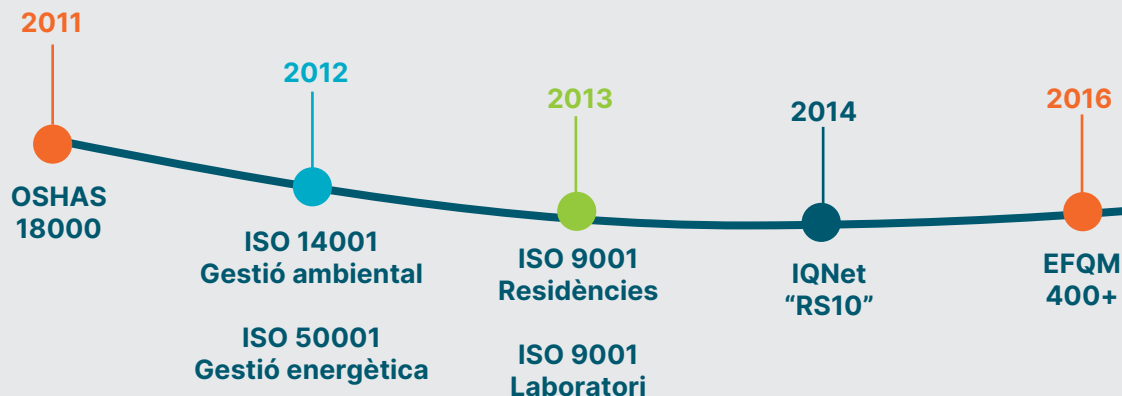 2011
OSHAS
18000
2012
ISO 14001
Gestió ambiental
ISO 50001
Gestió energètica
2013
ISO 9001
Residències
ISO 9001
Laboratori
2014
IQNet
“RS10”
2016
EFQM
400+